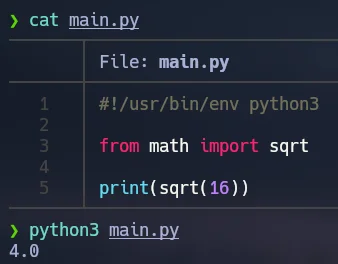 ❯ cat main.py
File: main.py
1 #!/usr/bin/env python3
2
3 from math import sqrt
4
5 print(sqrt(16))
❯ python3 main.py
4.0